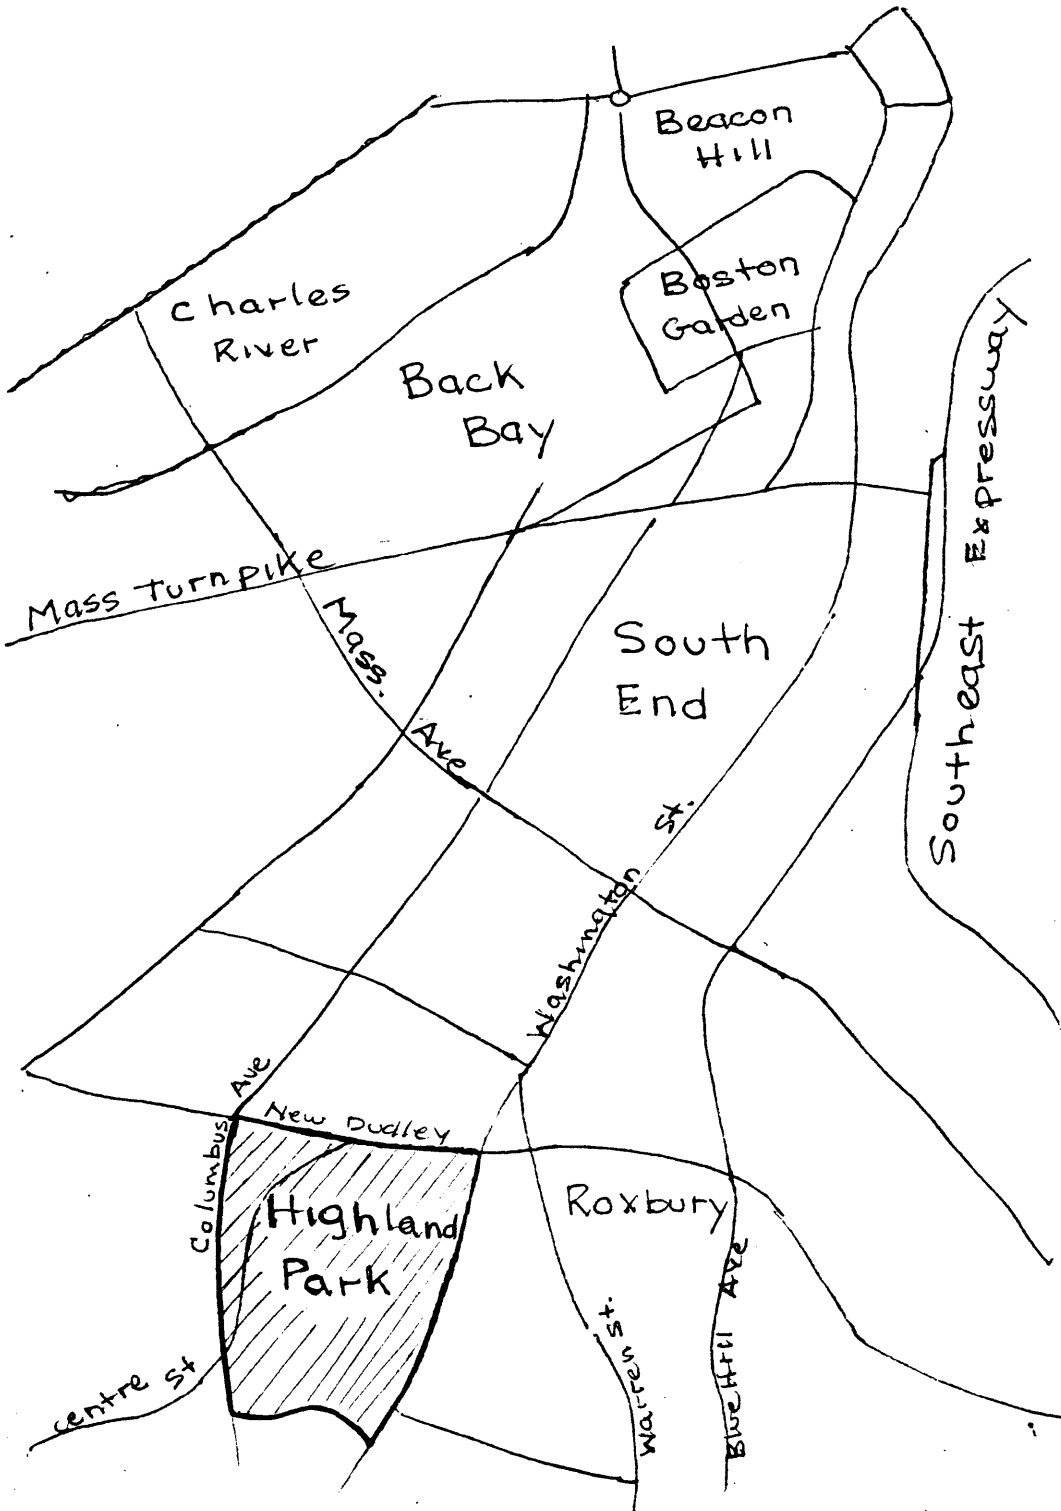 Beacon
Hill
Boston
Garden
Charles
River
Back
Bay
Southeast Expressway
Mass Turnpike
Mass.
Ave
South
End
Washington St.
Columbus Ave
New Dudley
Highland
Park
Roxbury
Centre St
Warren St.
Blue Hill Ave